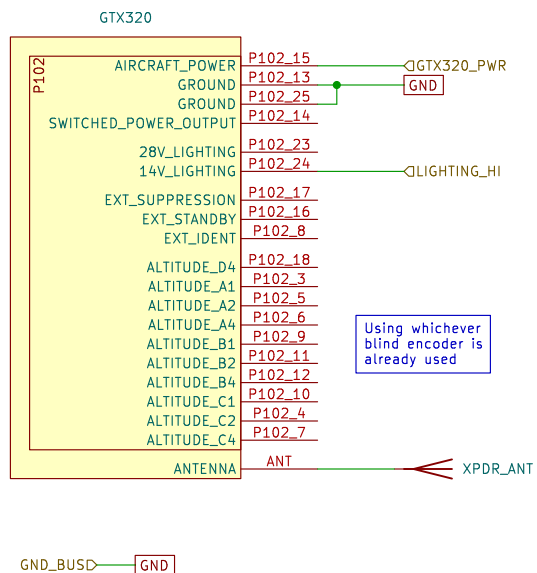 GTX320
P102
AIRCRAFT_POWER P102_15 GTX320_PWR
GROUND P102_13 GND
GROUND P102_25
SWITCHED_POWER_OUTPUT P102_14
28V_LIGHTING P102_23
14V_LIGHTING P102_24 LIGHTING_HI
EXT_SUPPRESSION P102_17
EXT_STANDBY P102_16
EXT_IDENT P102_8
ALTITUDE_D4 P102_18
ALTITUDE_A1 P102_3
ALTITUDE_A2 P102_5
ALTITUDE_A4 P102_6
ALTITUDE_B1 P102_9
ALTITUDE_B2 P102_11
ALTITUDE_B4 P102_12
ALTITUDE_C1 P102_10
ALTITUDE_C2 P102_4
ALTITUDE_C4 P102_7
Using whichever
blind encoder is
already used
ANTENNA ANT XPDR_ANT
GND_BUS GND